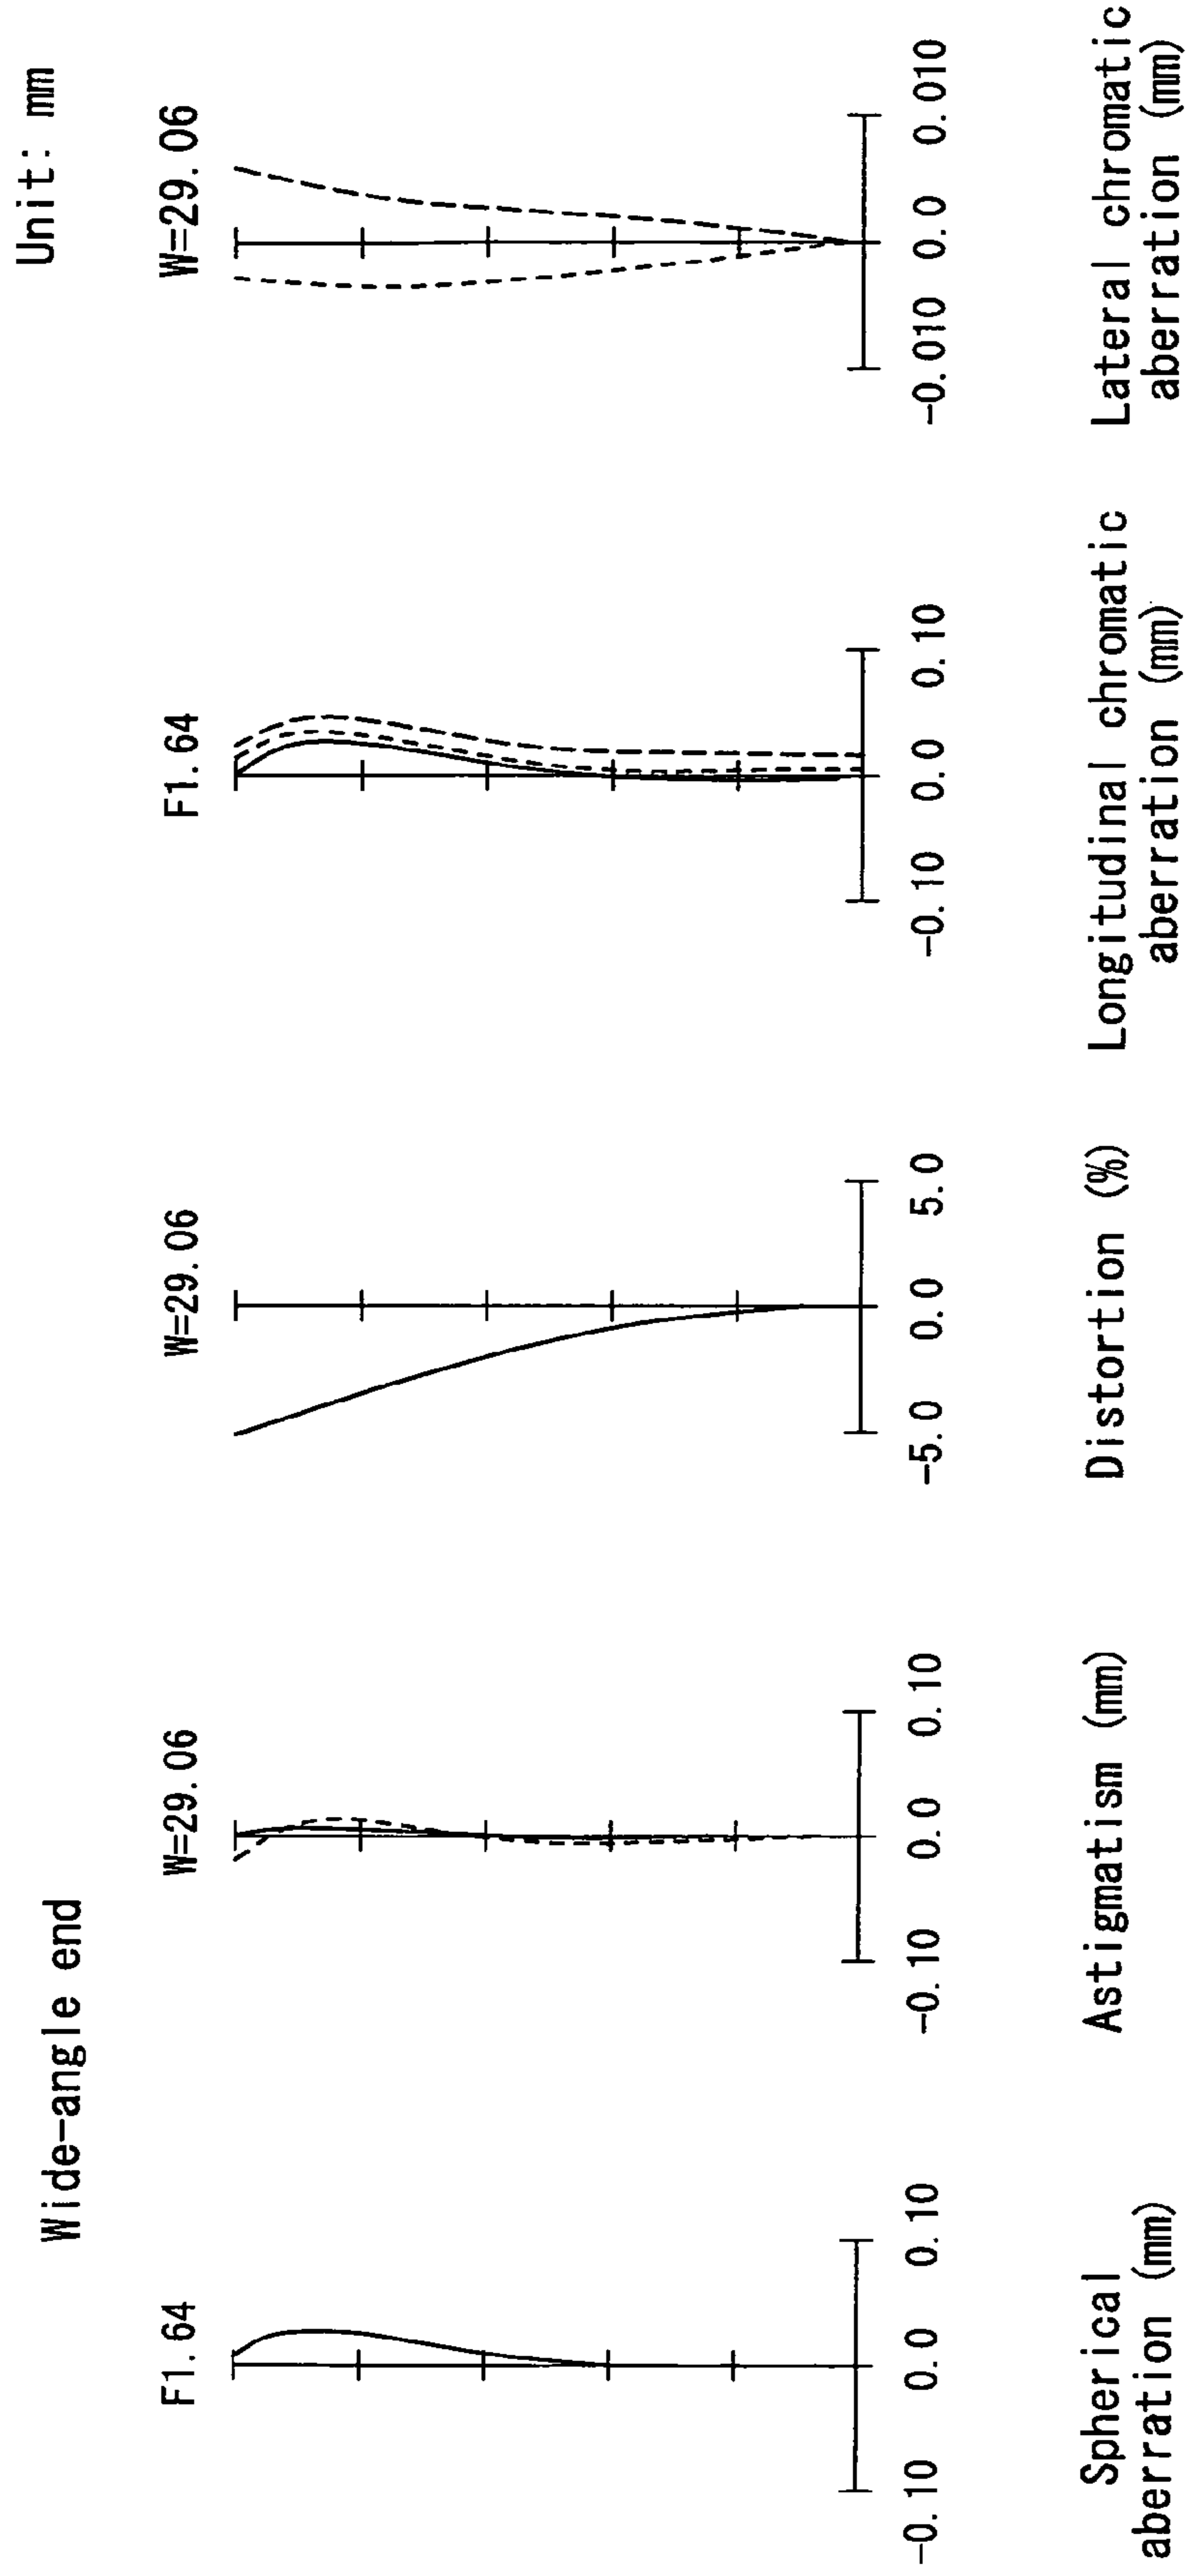 Wide-angle end
Unit: mm
F1.64
W=29.06
W=29.06
F1.64
W=29.06
-0.10 0.0 0.10
-0.10 0.0 0.10
-5.0 0.0 5.0
-0.10 0.0 0.10
-0.010 0.0 0.010
Spherical
aberration (mm)
Astigmatism (mm)
Distortion (%)
Longitudinal chromatic
aberration (mm)
Lateral chromatic
aberration (mm)